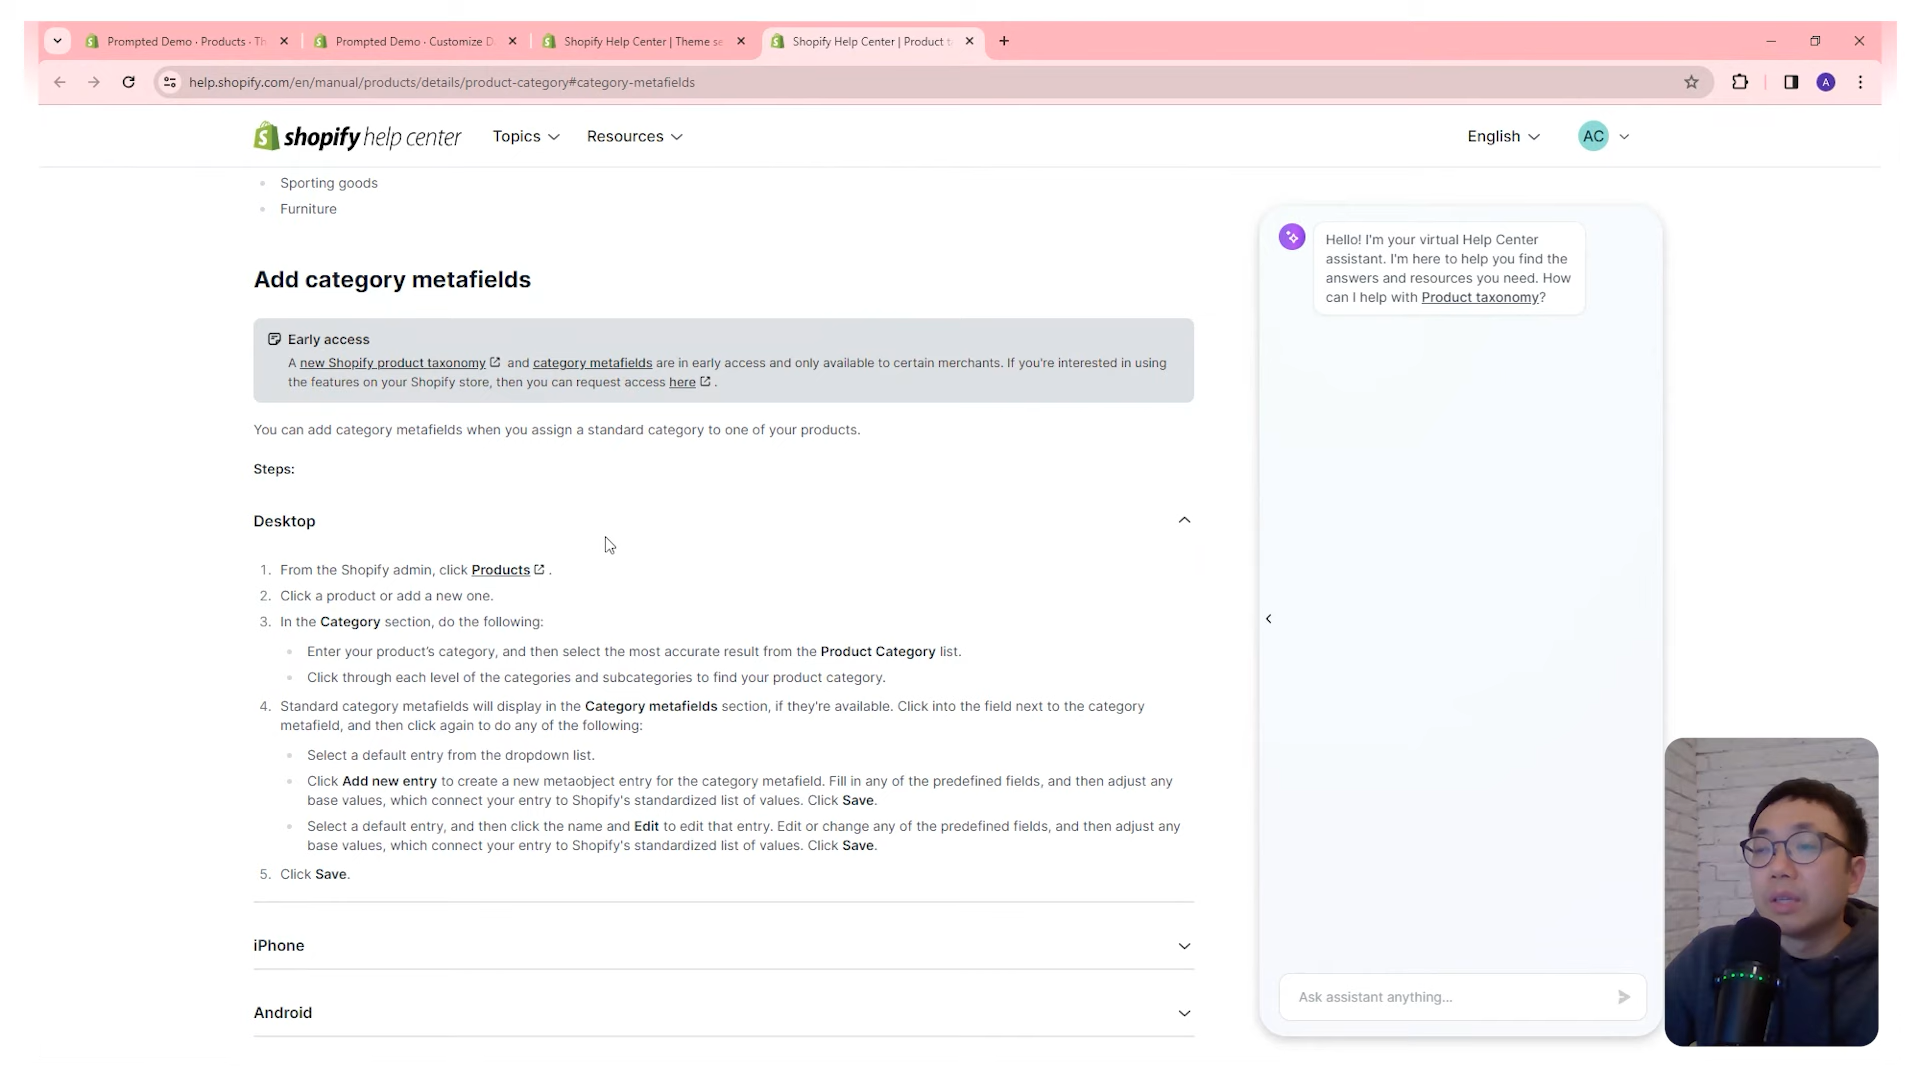 Prompted Demo · Products · Th
Prompted Demo · Customize D
Shopify Help Center | Theme se
Shopify Help Center | Product t
help.shopify.com/en/manual/products/details/product-category#category-metafields
A
shopify help center
Topics
Resources
English
AC
Sporting goods
Furniture
Add category metafields
Early access
A new Shopify product taxonomy and category metafields are in early access and only available to certain merchants. If you're interested in using
the features on your Shopify store, then you can request access here .
You can add category metafields when you assign a standard category to one of your products.
Steps:
Desktop
1. From the Shopify admin, click Products .
2. Click a product or add a new one.
3. In the Category section, do the following:
Enter your product's category, and then select the most accurate result from the Product Category list.
Click through each level of the categories and subcategories to find your product category.
4. Standard category metafields will display in the Category metafields section, if they're available. Click into the field next to the category
metafield, and then click again to do any of the following:
Select a default entry from the dropdown list.
Click Add new entry to create a new metaobject entry for the category metafield. Fill in any of the predefined fields, and then adjust any
base values, which connect your entry to Shopify's standardized list of values. Click Save.
Select a default entry, and then click the name and Edit to edit that entry. Edit or change any of the predefined fields, and then adjust any
base values, which connect your entry to Shopify's standardized list of values. Click Save.
5. Click Save.
iPhone
Android
Hello! I'm your virtual Help Center
assistant. I'm here to help you find the
answers and resources you need. How
can I help with Product taxonomy?
Ask assistant anything...